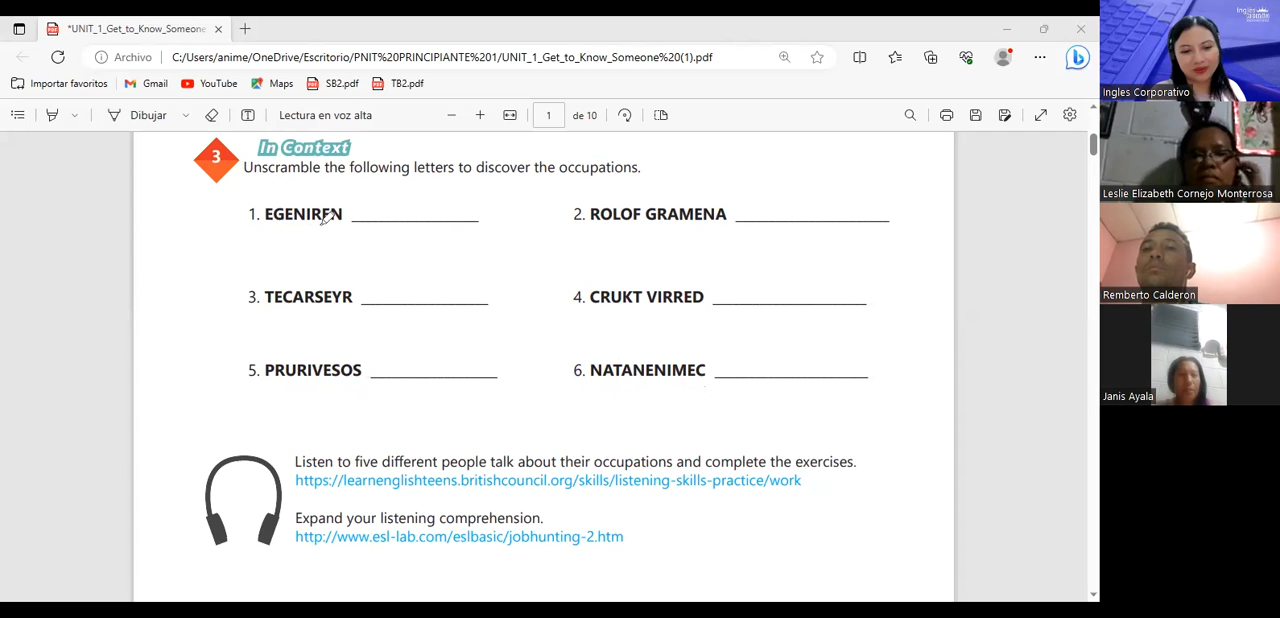 *UNIT_1_Get_to_Know_Someone
Archivo
C:/Users/anime/OneDrive/Escritorio/PNIT%20PRINCIPIANTE%201/UNIT_1_Get_to_Know_Someone%20(1).pdf
Importar favoritos
Gmail
YouTube
Maps
SB2.pdf
TB2.pdf
Dibujar
Lectura en voz alta
1
de 10
3
In Context
Unscramble the following letters to discover the occupations.
1. EGENIREN
2. ROLOF GRAMENA
3. TECARSEYR
4. CRUKT VIRRED
5. PRURIVESOS
6. NATANENIMEC
Listen to five different people talk about their occupations and complete the exercises.
https://learnenglishteens.britishcouncil.org/skills/listening-skills-practice/work
Expand your listening comprehension.
http://www.esl-lab.com/eslbasic/jobhunting-2.htm
Ingles
Ingles Corporativo
Leslie Elizabeth Cornejo Monterrosa
Remberto Calderon
Janis Ayala